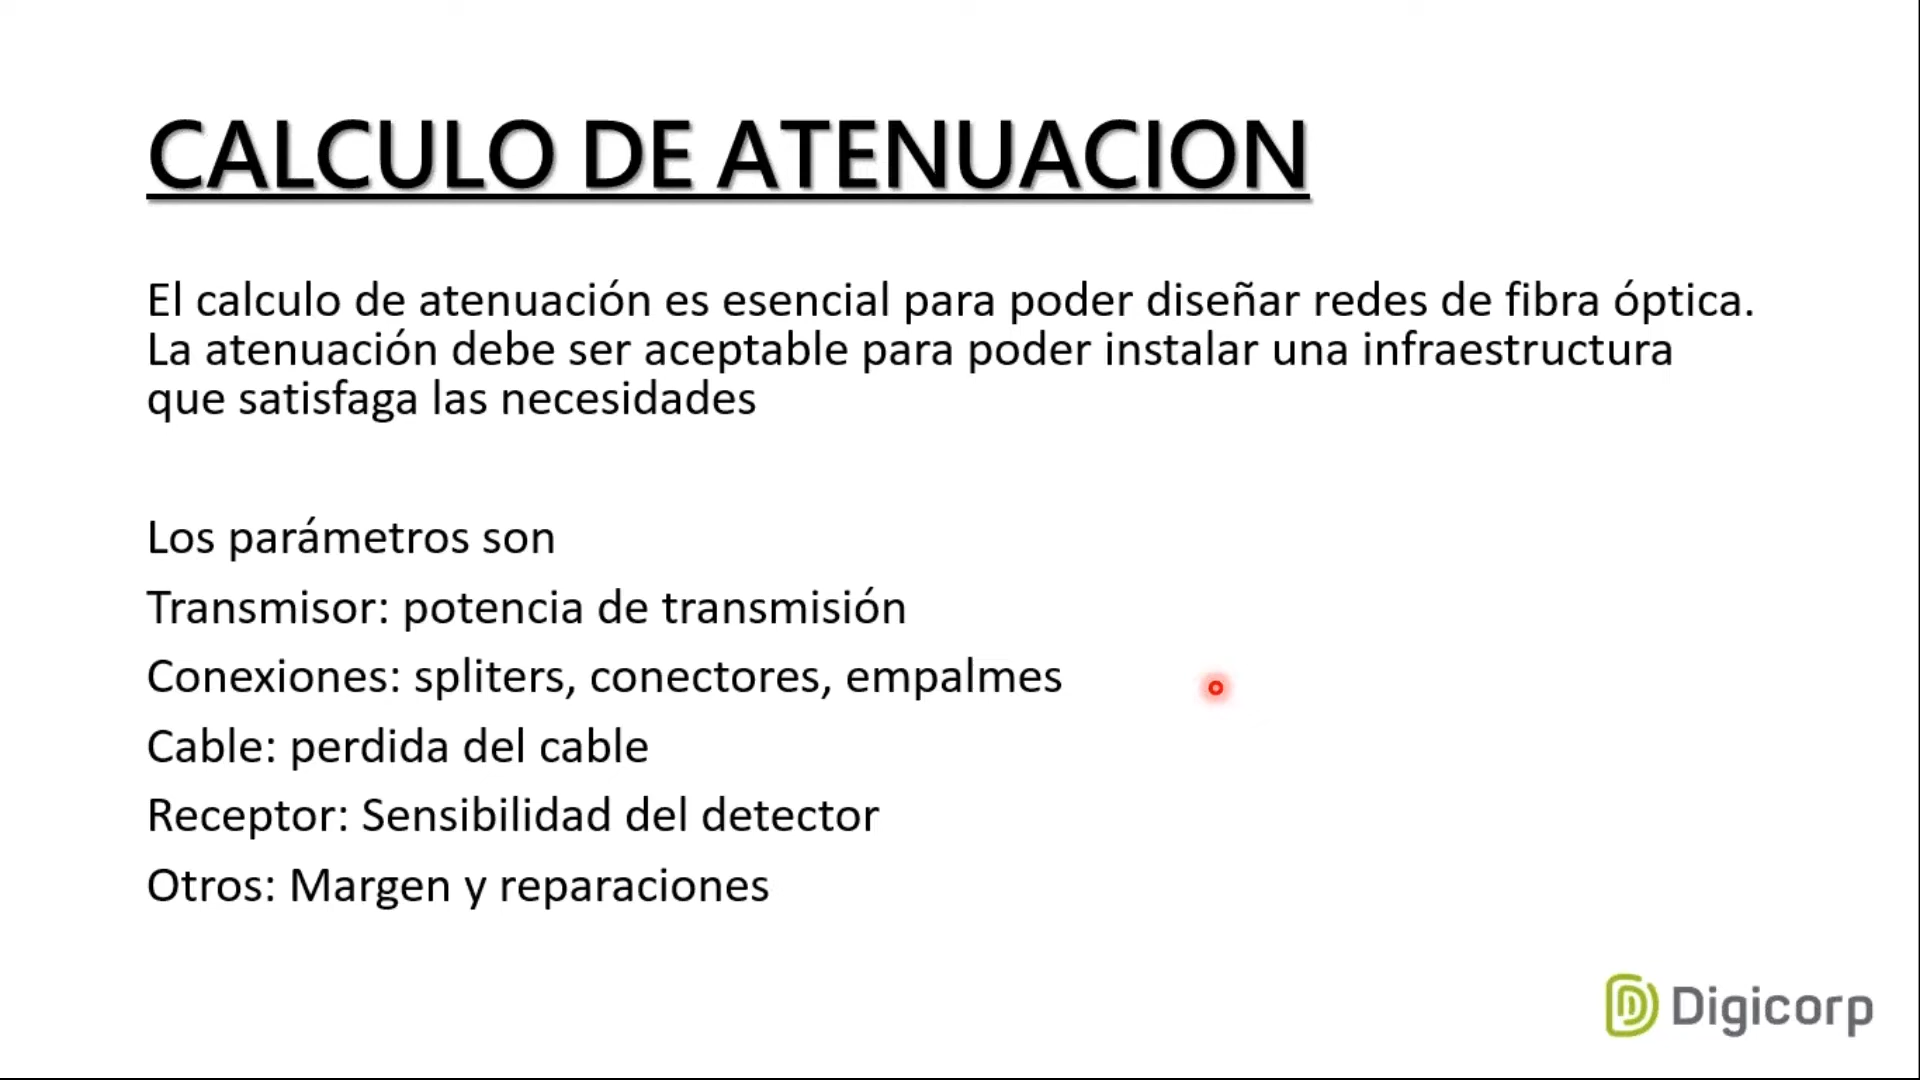 CALCULO DE ATENUACION
El calculo de atenuación es esencial para poder diseñar redes de fibra óptica.
La atenuación debe ser aceptable para poder instalar una infraestructura
que satisfaga las necesidades
Los parámetros son
Transmisor: potencia de transmisión
Conexiones: spliters, conectores, empalmes
Cable: perdida del cable
Receptor: Sensibilidad del detector
Otros: Margen y reparaciones
Digicorp